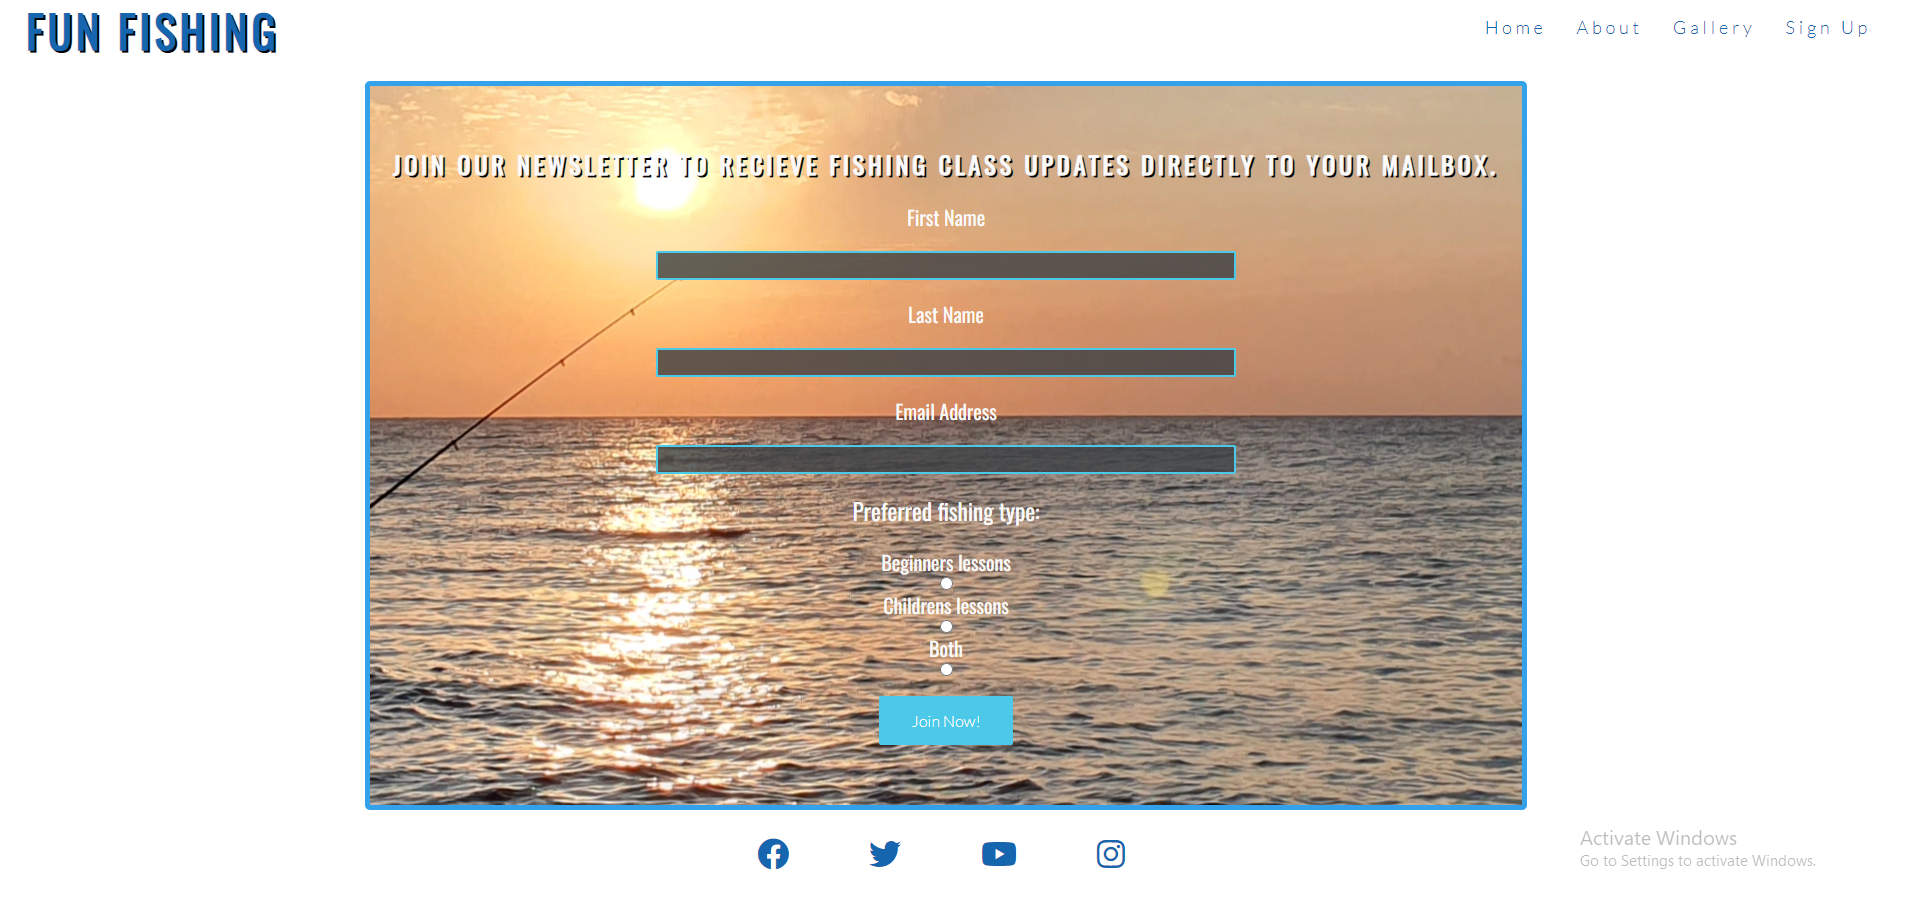 FUN FISHING
Home About Gallery Sign Up
JOIN OUR NEWSLETTER TO RECIEVE FISHING CLASS UPDATES DIRECTLY TO YOUR MAILBOX.
First Name
Last Name
Email Address
Preferred fishing type:
Beginners lessons
Childrens lessons
Both
Join Now!
Activate Windows
Go to Settings to activate Windows.